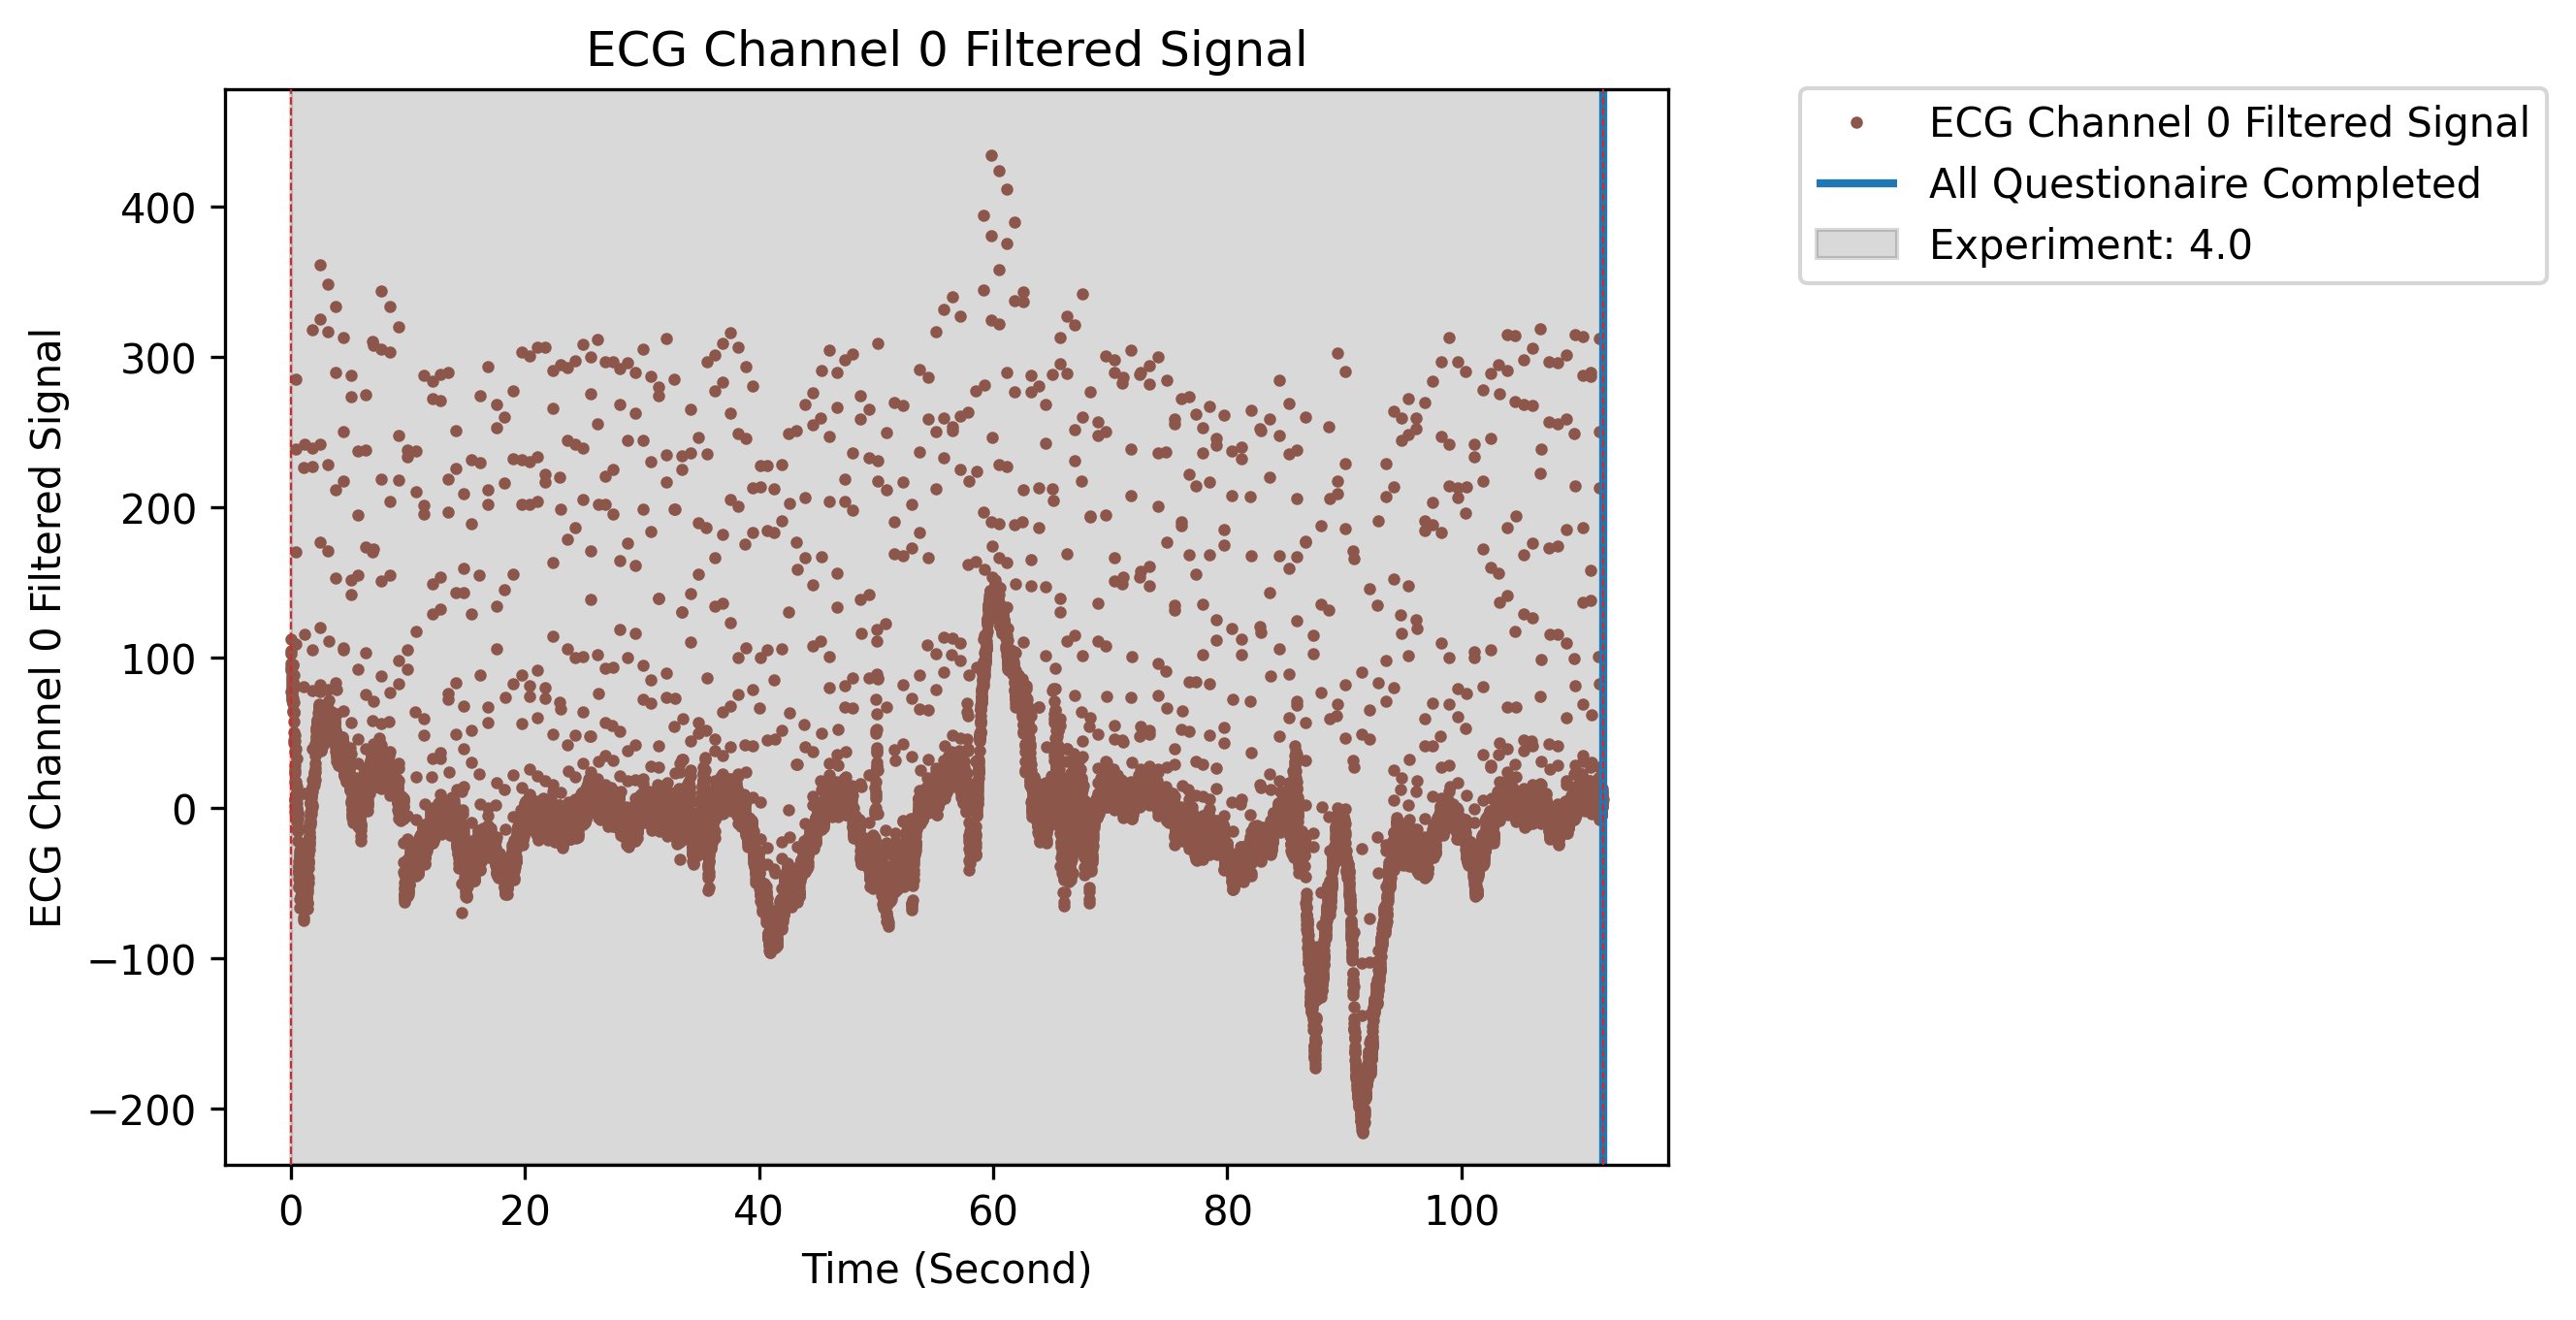 ECG Channel 0 Filtered Signal
ECG Channel 0 Filtered Signal
All Questionaire Completed
Experiment: 4.0
ECG Channel 0 Filtered Signal
400
300
200
100
0
−100
−200
0 20 40 60 80 100
Time (Second)